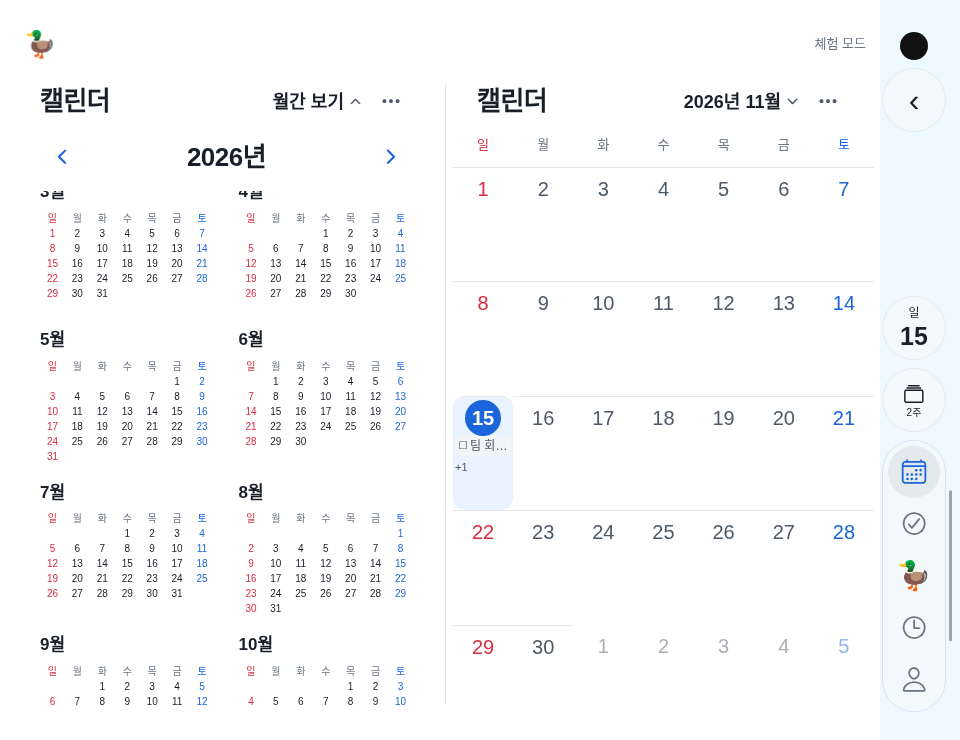 체험 모드
캘린더
월간 보기
2026년
3월 4월
일 월 화 수 목 금 토 일 월 화 수 목 금 토
1 2 3 4 5 6 7 1 2 3 4
8 9 10 11 12 13 14 5 6 7 8 9 10 11
15 16 17 18 19 20 21 12 13 14 15 16 17 18
22 23 24 25 26 27 28 19 20 21 22 23 24 25
29 30 31 26 27 28 29 30
5월 6월
일 월 화 수 목 금 토 일 월 화 수 목 금 토
1 2 1 2 3 4 5 6
3 4 5 6 7 8 9 7 8 9 10 11 12 13
10 11 12 13 14 15 16 14 15 16 17 18 19 20
17 18 19 20 21 22 23 21 22 23 24 25 26 27
24 25 26 27 28 29 30 28 29 30
31
7월 8월
일 월 화 수 목 금 토 일 월 화 수 목 금 토
1 2 3 4 1
5 6 7 8 9 10 11 2 3 4 5 6 7 8
12 13 14 15 16 17 18 9 10 11 12 13 14 15
19 20 21 22 23 24 25 16 17 18 19 20 21 22
26 27 28 29 30 31 23 24 25 26 27 28 29
30 31
9월 10월
일 월 화 수 목 금 토 일 월 화 수 목 금 토
1 2 3 4 5 1 2 3
6 7 8 9 10 11 12 4 5 6 7 8 9 10
캘린더
2026년 11월
일 월 화 수 목 금 토
1 2 3 4 5 6 7
8 9 10 11 12 13 14
15 16 17 18 19 20 21
팀 회…
+1
22 23 24 25 26 27 28
29 30 1 2 3 4 5
일
15
2주